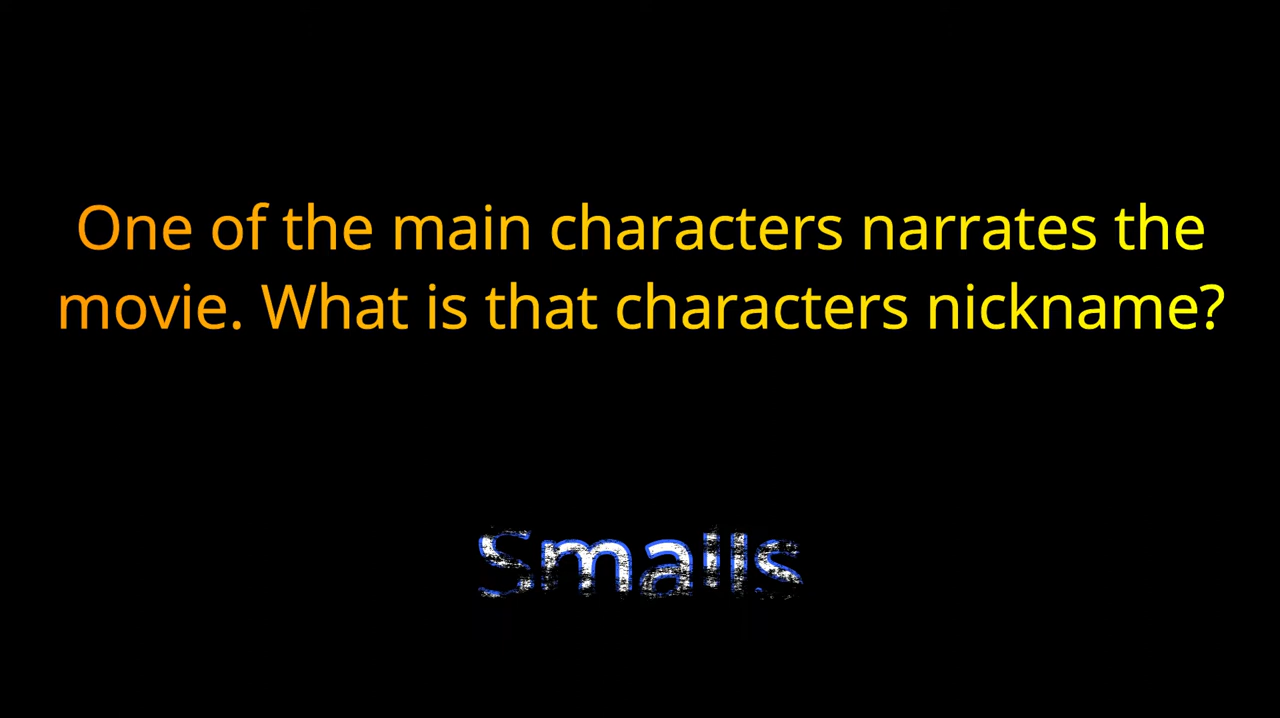 One of the main characters narrates the
movie. What is that characters nickname?
Smalls